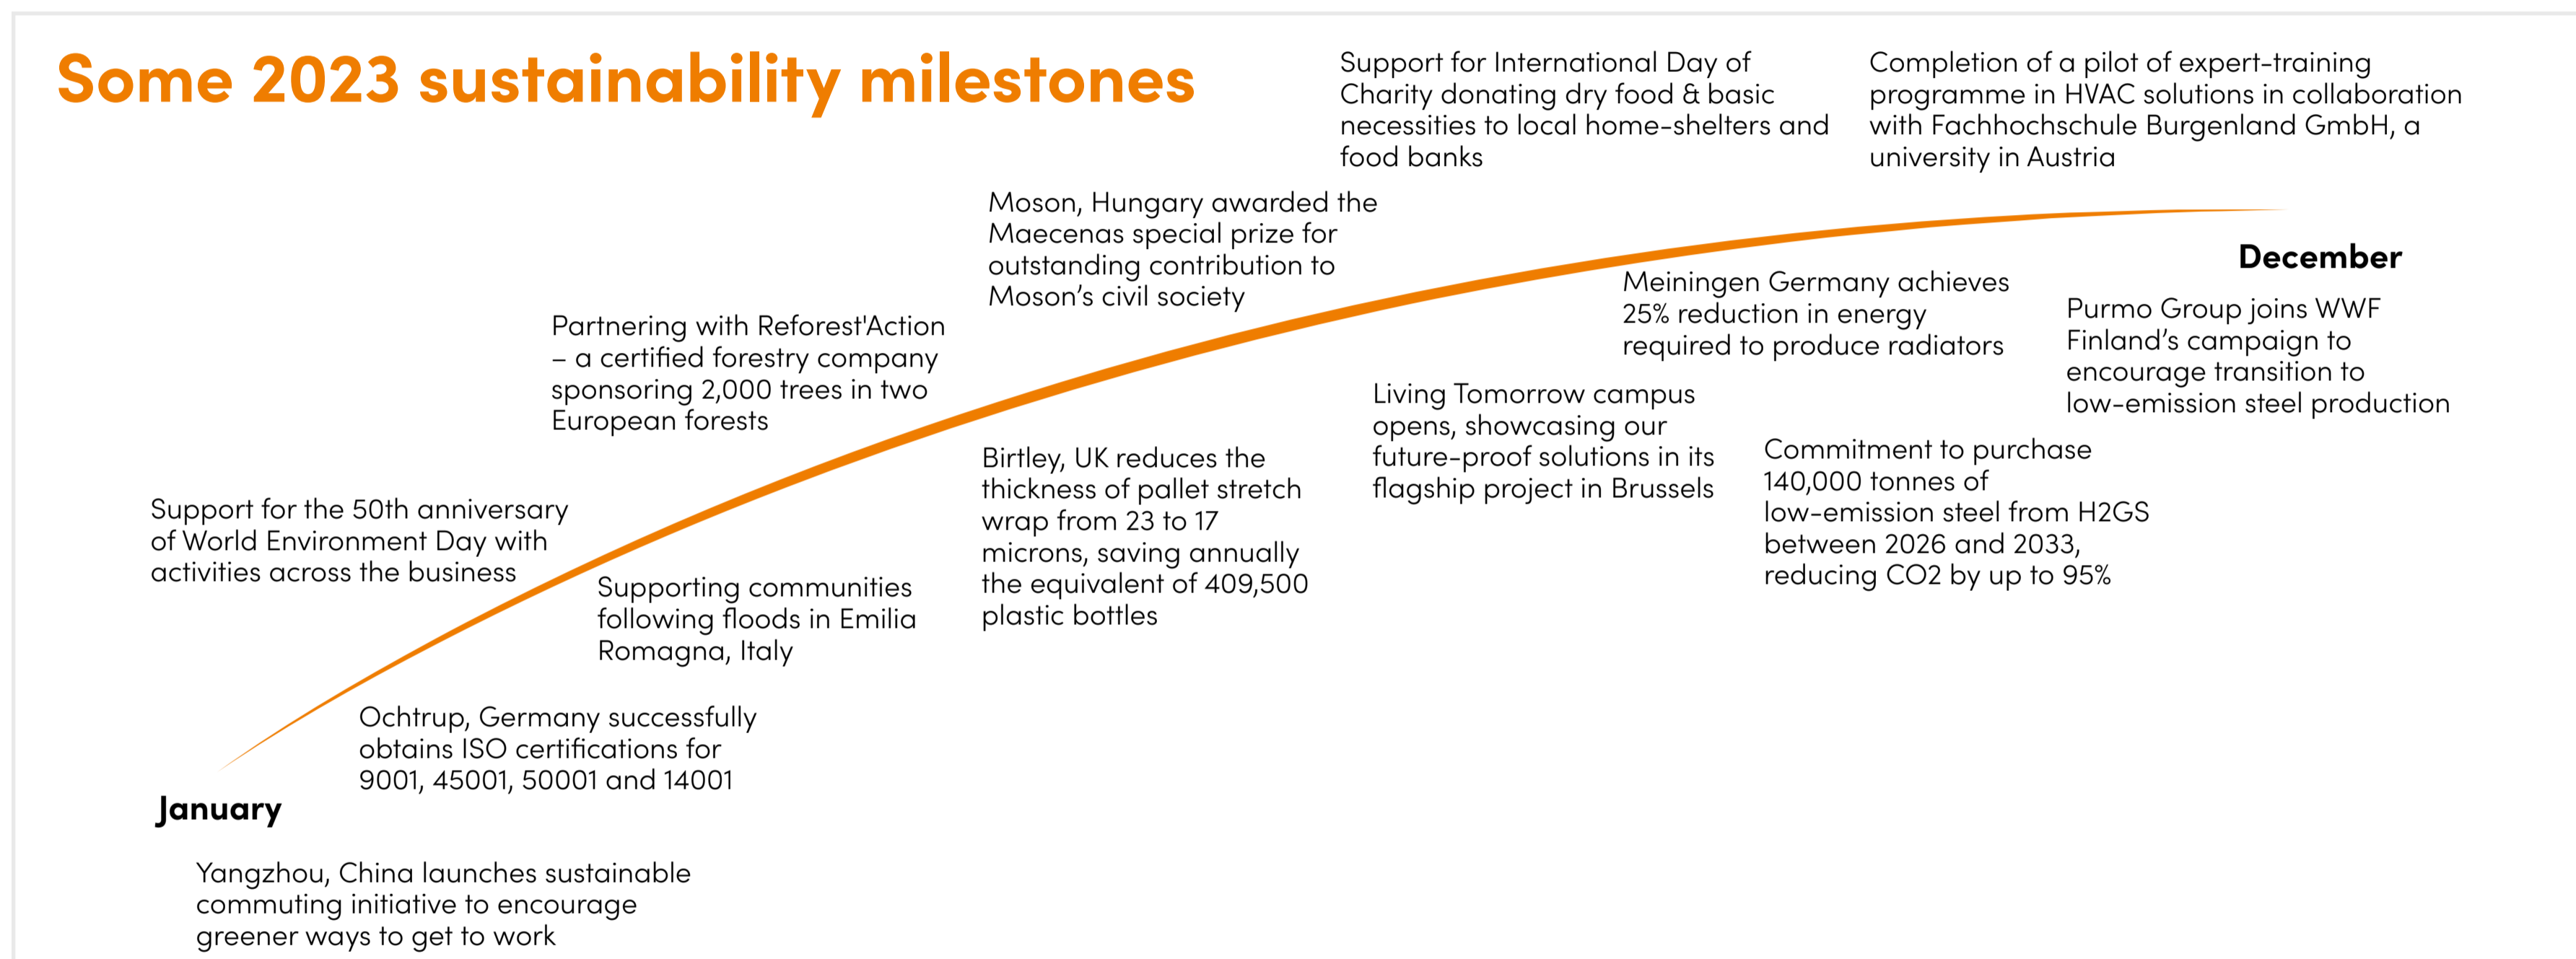 Some 2023 sustainability milestones
Support for International Day of
Charity donating dry food & basic
necessities to local home-shelters and
food banks
Completion of a pilot of expert-training
programme in HVAC solutions in collaboration
with Fachhochschule Burgenland GmbH, a
university in Austria
Moson, Hungary awarded the
Maecenas special prize for
outstanding contribution to
Moson’s civil society
Partnering with Reforest'Action
– a certified forestry company
sponsoring 2,000 trees in two
European forests
Support for the 50th anniversary
of World Environment Day with
activities across the business
December
Purmo Group joins WWF
Finland’s campaign to
encourage transition to
low-emission steel production
Meiningen Germany achieves
25% reduction in energy
required to produce radiators
Commitment to purchase
140,000 tonnes of
low-emission steel from H2GS
between 2026 and 2033,
reducing CO2 by up to 95%
Living Tomorrow campus
opens, showcasing our
future-proof solutions in its
flagship project in Brussels
Birtley, UK reduces the
thickness of pallet stretch
wrap from 23 to 17
microns, saving annually
the equivalent of 409,500
plastic bottles
Supporting communities
following floods in Emilia
Romagna, Italy
Ochtrup, Germany successfully
obtains ISO certifications for
9001, 45001, 50001 and 14001
January
Yangzhou, China launches sustainable
commuting initiative to encourage
greener ways to get to work